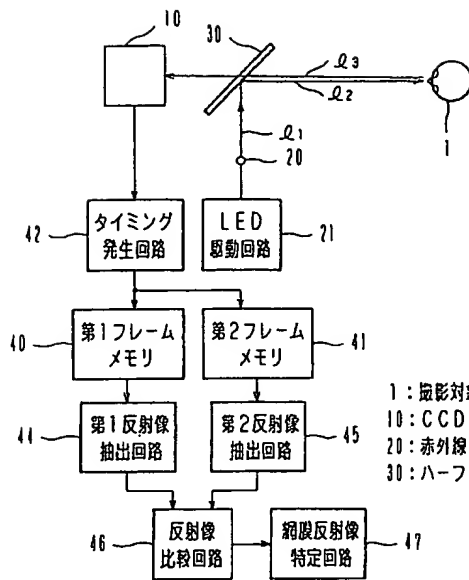 30
10
ℓ3
ℓ2
ℓ1
20
1
42
タイミング
発生回路
LED
駆動回路
21
40
第1フレーム
メモリ
第2フレーム
メモリ
41
44
第1反射像
抽出回路
第2反射像
抽出回路
45
1:撮影対
10:CCD
20:赤外線
30:ハーフ
46
反射像
比較回路
網膜反射像
特定回路
47